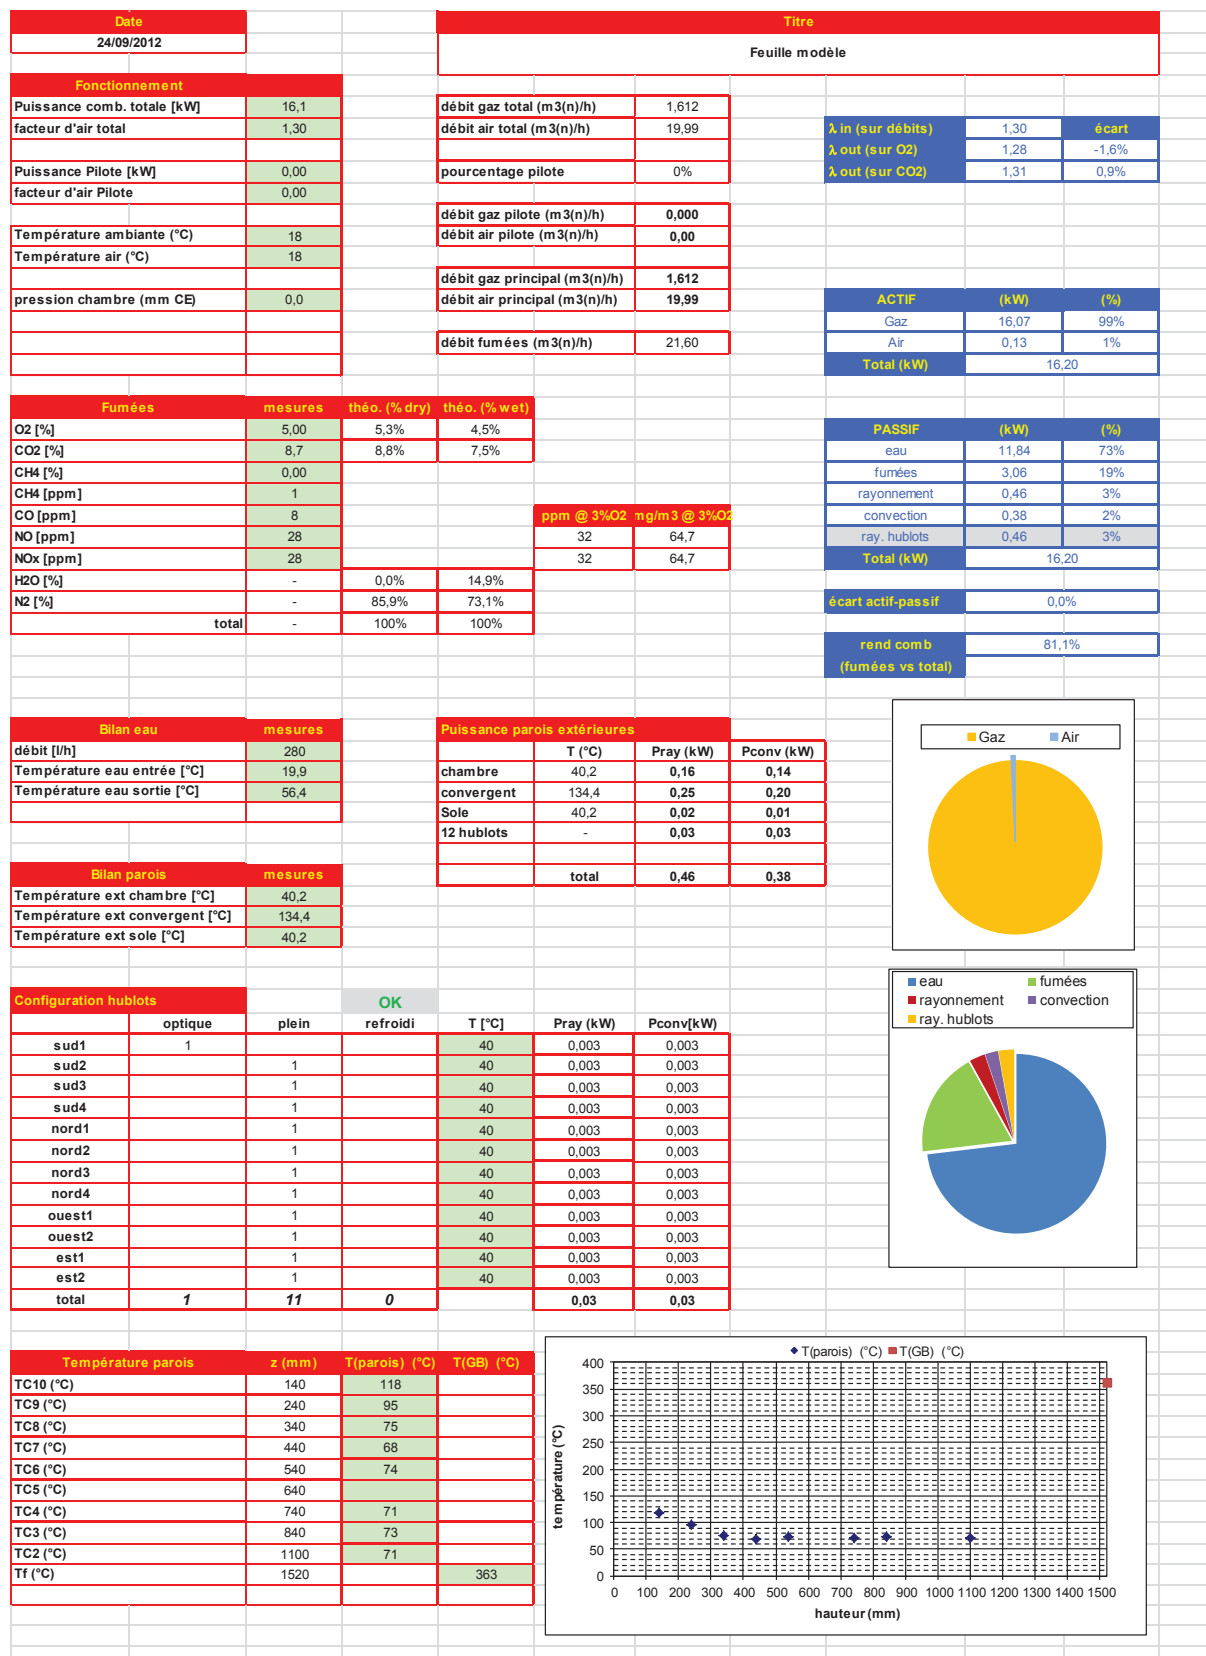 Date Titre
24/09/2012
Feuille modèle
Fonctionnement
Puissance comb. totale [kW] 16,1 débit gaz total (m3(n)/h) 1,612
facteur d'air total 1,30 débit air total (m3(n)/h) 19,99 λ in (sur débits) 1,30 écart
λ out (sur O2) 1,28 -1,6%
Puissance Pilote [kW] 0,00 pourcentage pilote 0% λ out (sur CO2) 1,31 0,9%
facteur d'air Pilote 0,00
débit gaz pilote (m3(n)/h) 0,000
Température ambiante (°C) 18 débit air pilote (m3(n)/h) 0,00
Température air (°C) 18
débit gaz principal (m3(n)/h) 1,612
pression chambre (mm CE) 0,0 débit air principal (m3(n)/h) 19,99 ACTIF (kW) (%)
Gaz 16,07 99%
débit fumées (m3(n)/h) 21,60 Air 0,13 1%
Total (kW) 16,20
Fumées mesures théo. (% dry) théo. (% wet)
O2 [%] 5,00 5,3% 4,5% PASSIF (kW) (%)
CO2 [%] 8,7 8,8% 7,5% eau 11,84 73%
CH4 [%] 0,00 fumées 3,06 19%
CH4 [ppm] 1 rayonnement 0,46 3%
CO [ppm] 8 ppm @ 3%O2 mg/m3 @ 3%O2 convection 0,38 2%
NO [ppm] 28 32 64,7 ray. hublots 0,46 3%
NOx [ppm] 28 32 64,7 Total (kW) 16,20
H2O [%] - 0,0% 14,9%
N2 [%] - 85,9% 73,1% écart actif-passif 0,0%
total - 100% 100%
rend comb 81,1%
(fumées vs total)
Bilan eau mesures Puissance parois extérieures
Gaz Air
débit [l/h] 280 T (°C) Pray (kW) Pconv (kW)
Température eau entrée [°C] 19,9 chambre 40,2 0,16 0,14
Température eau sortie [°C] 56,4 convergent 134,4 0,25 0,20
Sole 40,2 0,02 0,01
12 hublots - 0,03 0,03
Bilan parois mesures total 0,46 0,38
Température ext chambre [°C] 40,2
Température ext convergent [°C] 134,4
Température ext sole [°C] 40,2
eau fumées
rayonnement convection
ray. hublots
Configuration hublots OK
optique plein refroidi T [°C] Pray (kW) Pconv[kW)
sud1 1 40 0,003 0,003
sud2 1 40 0,003 0,003
sud3 1 40 0,003 0,003
sud4 1 40 0,003 0,003
nord1 1 40 0,003 0,003
nord2 1 40 0,003 0,003
nord3 1 40 0,003 0,003
nord4 1 40 0,003 0,003
ouest1 1 40 0,003 0,003
ouest2 1 40 0,003 0,003
est1 1 40 0,003 0,003
est2 1 40 0,003 0,003
total 1 11 0 0,03 0,03
Température parois z (mm) T(parois) (°C) T(GB) (°C)
TC10 (°C) 140 118
TC9 (°C) 240 95
TC8 (°C) 340 75
TC7 (°C) 440 68
TC6 (°C) 540 74
TC5 (°C) 640
TC4 (°C) 740 71
TC3 (°C) 840 73
TC2 (°C) 1100 71
Tf (°C) 1520 363
T(parois) (°C) T(GB) (°C)
400
350
300
250
200
150
100
50
0
température (°C)
0 100 200 300 400 500 600 700 800 900 1000 1100 1200 1300 1400 1500
hauteur (mm)